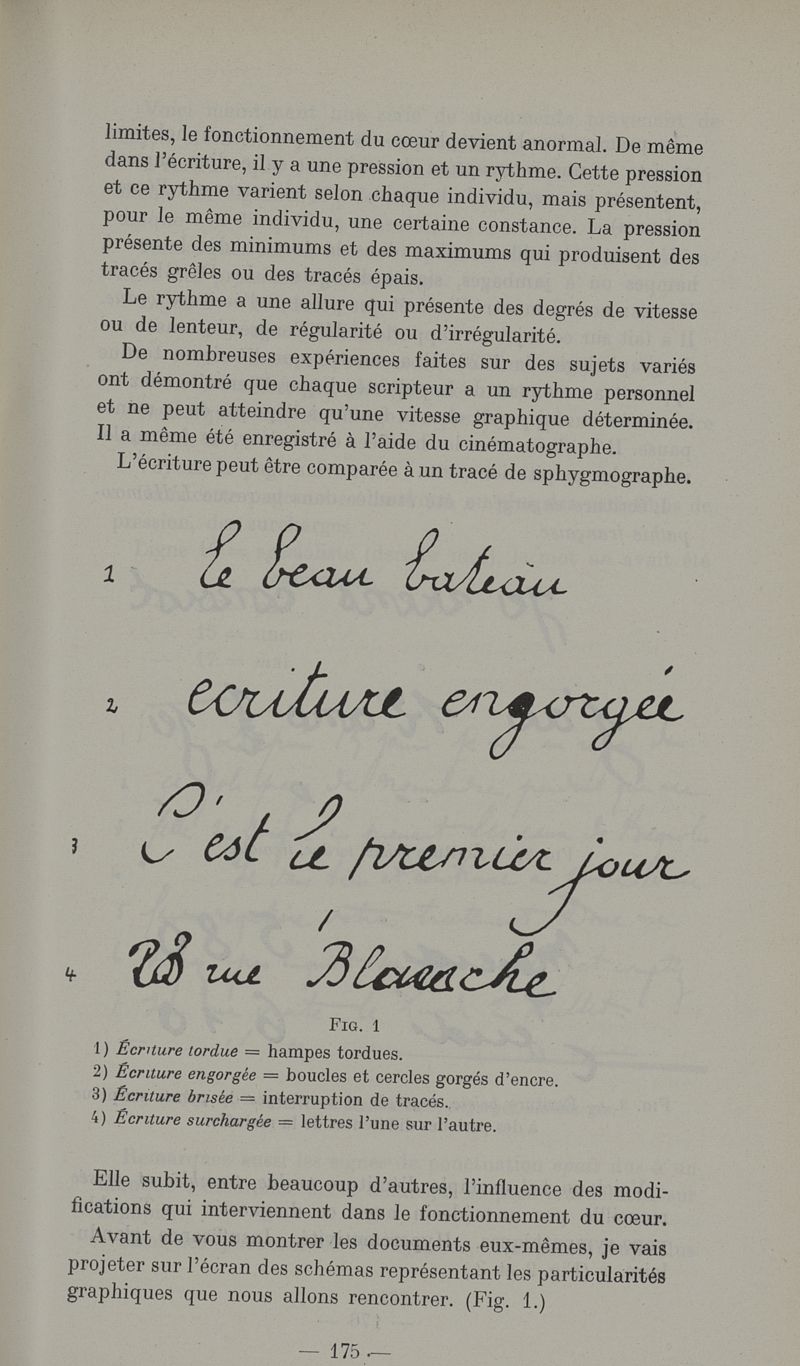 limites, le fonctionnement du cœur devient anormal. De même
dans l'écriture, il y a une pression et un rythme. Cette pression
et ce rythme varient selon chaque individu, mais présentent,
pour le même individu, une certaine constance. La pression
présente des minimums et des maximums qui produisent des
tracés grêles ou des tracés épais.
Le rythme a une allure qui présente des degrés de vitesse
ou de lenteur, de régularité ou d'irrégularité.
De nombreuses expériences faites sur des sujets variés
ont démontré que chaque scripteur a un rythme personnel
et ne peut atteindre qu'une vitesse graphique déterminée.
Il a même été enregistré à l'aide du cinématographe.
L'écriture peut être comparée à un tracé de sphygmographe.
1 le beau bateau
2 ecriture engorgée
3 C'est le premier jour
4 28 rue Blanche
FIG. 1
1) Écriture tordue = hampes tordues.
2) Écriture engorgée = boucles et cercles gorgés d'encre.
3) Écriture brisée = interruption de tracés.
4) Écriture surchargée = lettres l'une sur l'autre.
Elle subit, entre beaucoup d'autres, l'influence des modi-
fications qui interviennent dans le fonctionnement du cœur.
Avant de vous montrer les documents eux-mêmes, je vais
projeter sur l'écran des schémas représentant les particularités
graphiques que nous allons rencontrer. (Fig. 1.)
— 175 —